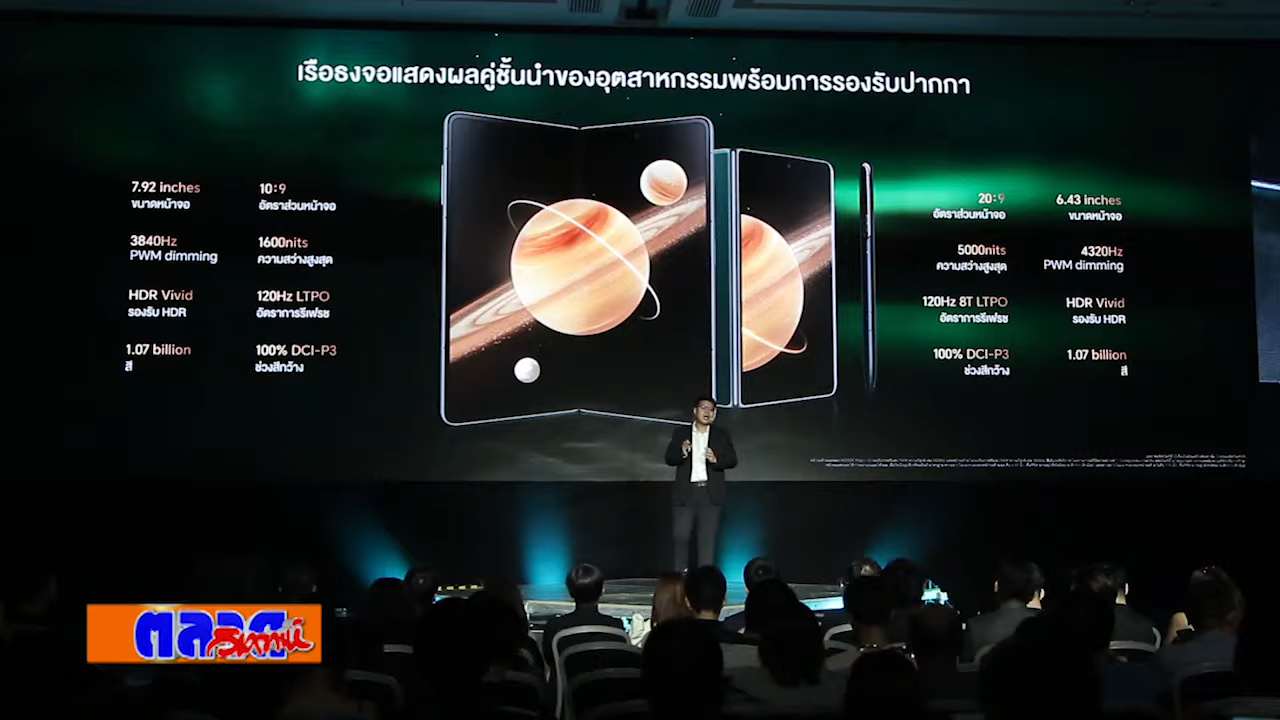 เรือธงจอแสดงผลคู่ชั้นนำของอุตสาหกรรมพร้อมการรองรับปากกา
7.92 inches
ขนาดหน้าจอ
10:9
อัตราส่วนหน้าจอ
3840Hz
PWM dimming
1600nits
ความสว่างสูงสุด
HDR Vivid
รองรับ HDR
120Hz LTPO
อัตราการรีเฟรช
1.07 billion
สี
100% DCI-P3
ช่วงสีกว้าง
20:9
อัตราส่วนหน้าจอ
6.43 inches
ขนาดหน้าจอ
5000nits
ความสว่างสูงสุด
4320Hz
PWM dimming
120Hz 8T LTPO
อัตราการรีเฟรช
HDR Vivid
รองรับ HDR
100% DCI-P3
ช่วงสีกว้าง
1.07 billion
สี
ตลาด